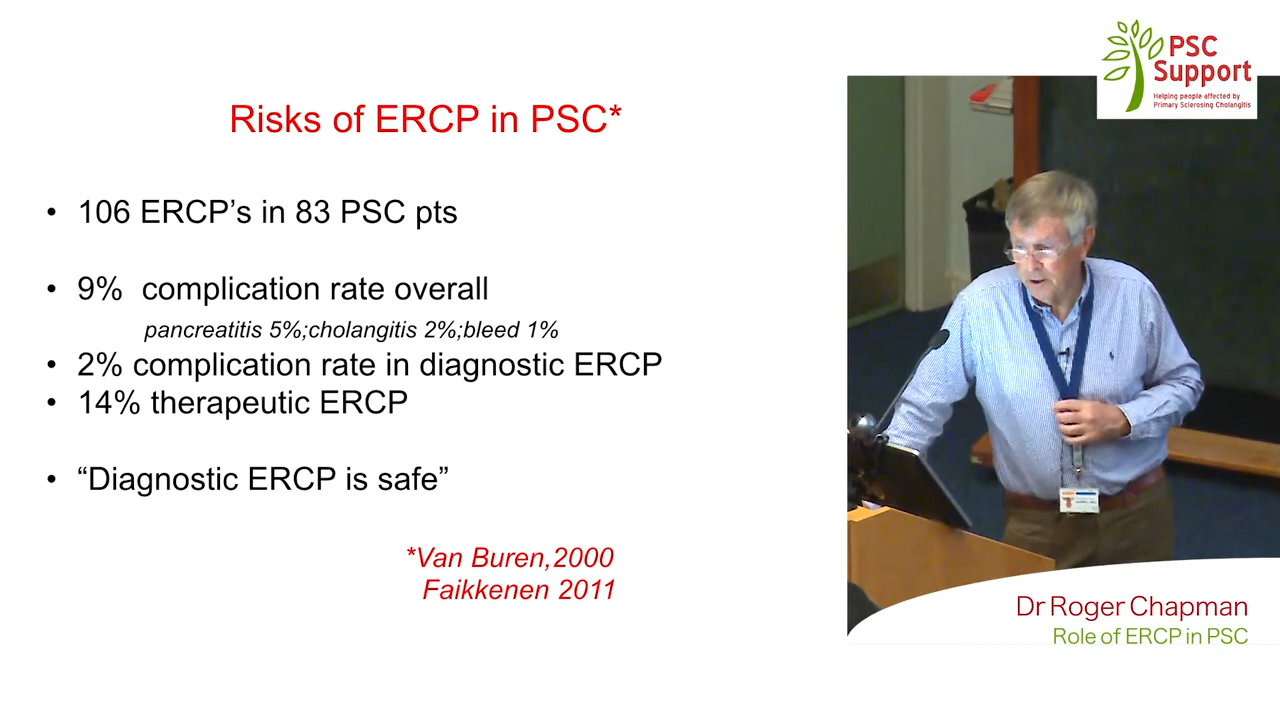 Risks of ERCP in PSC*
• 106 ERCP’s in 83 PSC pts
• 9% complication rate overall
pancreatitis 5%;cholangitis 2%;bleed 1%
• 2% complication rate in diagnostic ERCP
• 14% therapeutic ERCP
• “Diagnostic ERCP is safe”
*Van Buren,2000
Faikkenen 2011
PSC
Support
Helping people affected by
Primary Sclerosing Cholangitis
Dr Roger Chapman
Role of ERCP in PSC